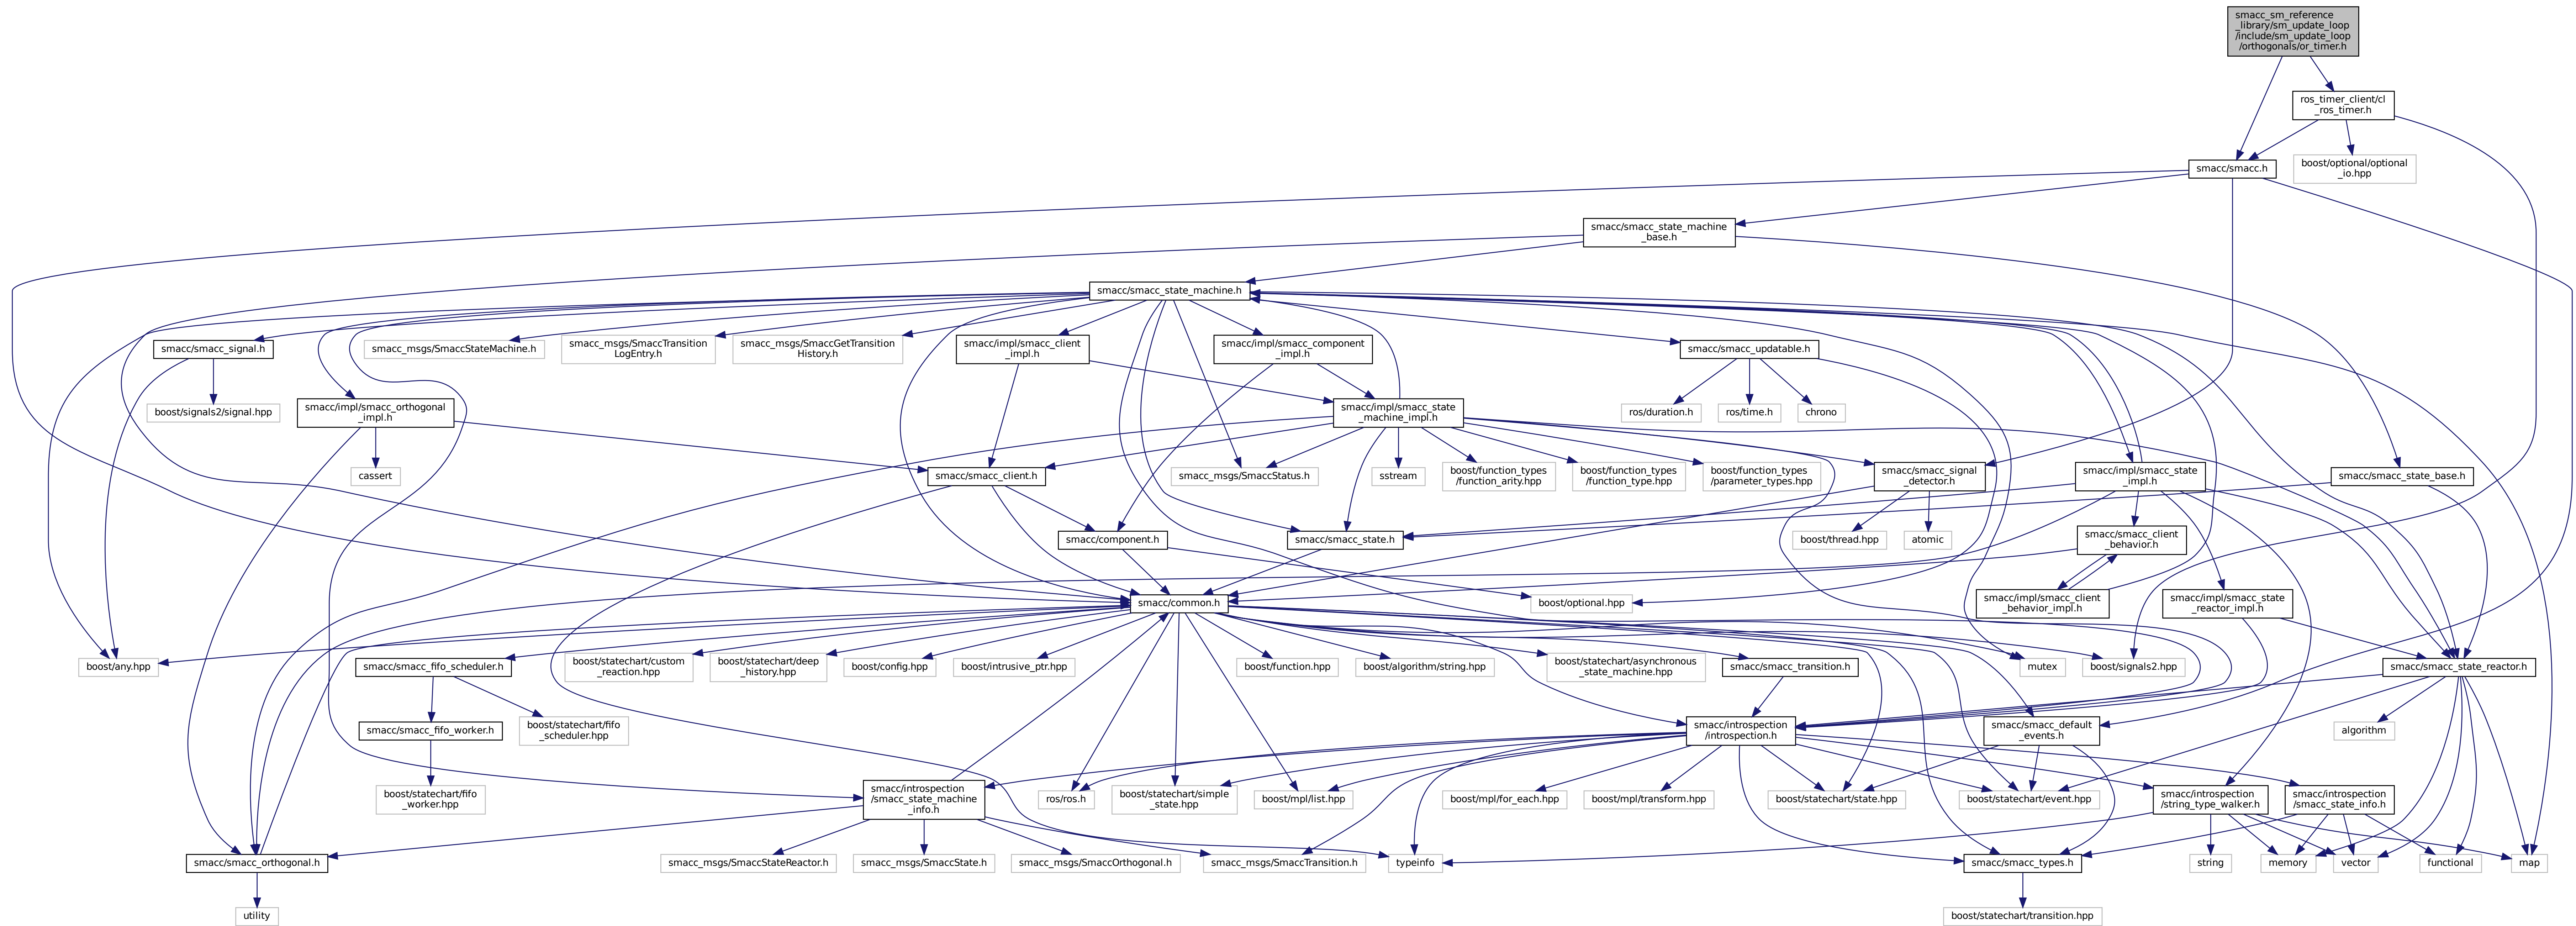 smacc_sm_reference
_library/sm_update_loop
/include/sm_update_loop
/orthogonals/or_timer.h
ros_timer_client/cl
_ros_timer.h
smacc/smacc.h
boost/optional/optional
_io.hpp
smacc/smacc_state_machine
_base.h
smacc/smacc_state_machine.h
smacc/smacc_signal.h
smacc_msgs/SmaccStateMachine.h
smacc_msgs/SmaccTransition
LogEntry.h
smacc_msgs/SmaccGetTransition
History.h
smacc/impl/smacc_client
_impl.h
smacc/impl/smacc_component
_impl.h
smacc/smacc_updatable.h
boost/signals2/signal.hpp
smacc/impl/smacc_orthogonal
_impl.h
smacc/impl/smacc_state
_machine_impl.h
ros/duration.h
ros/time.h
chrono
cassert
smacc/smacc_client.h
smacc_msgs/SmaccStatus.h
sstream
boost/function_types
/function_arity.hpp
boost/function_types
/function_type.hpp
boost/function_types
/parameter_types.hpp
smacc/smacc_signal
_detector.h
smacc/impl/smacc_state
_impl.h
smacc/smacc_state_base.h
smacc/component.h
smacc/smacc_state.h
boost/thread.hpp
atomic
smacc/smacc_client
_behavior.h
smacc/common.h
boost/optional.hpp
smacc/impl/smacc_client
_behavior_impl.h
smacc/impl/smacc_state
_reactor_impl.h
boost/any.hpp
smacc/smacc_fifo_scheduler.h
boost/statechart/custom
_reaction.hpp
boost/statechart/deep
_history.hpp
boost/config.hpp
boost/intrusive_ptr.hpp
boost/function.hpp
boost/algorithm/string.hpp
boost/statechart/asynchronous
_state_machine.hpp
smacc/smacc_transition.h
mutex
boost/signals2.hpp
smacc/smacc_state_reactor.h
smacc/smacc_fifo_worker.h
boost/statechart/fifo
_scheduler.hpp
smacc/introspection
/introspection.h
smacc/smacc_default
_events.h
algorithm
boost/statechart/fifo
_worker.hpp
smacc/introspection
/smacc_state_machine
_info.h
ros/ros.h
boost/statechart/simple
_state.hpp
boost/mpl/list.hpp
boost/mpl/for_each.hpp
boost/mpl/transform.hpp
boost/statechart/state.hpp
boost/statechart/event.hpp
smacc/introspection
/string_type_walker.h
smacc/introspection
/smacc_state_info.h
smacc/smacc_orthogonal.h
smacc_msgs/SmaccStateReactor.h
smacc_msgs/SmaccState.h
smacc_msgs/SmaccOrthogonal.h
smacc_msgs/SmaccTransition.h
typeinfo
smacc/smacc_types.h
string
memory
vector
functional
map
utility
boost/statechart/transition.hpp